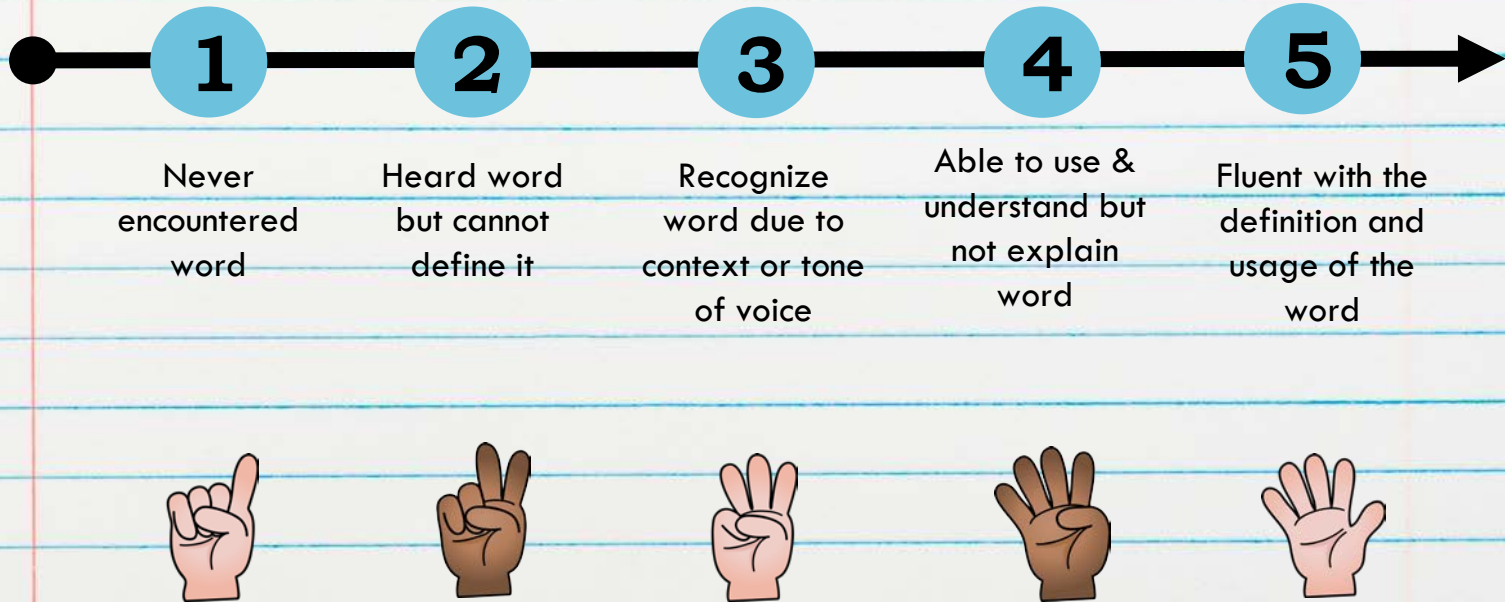 1
2
3
4
5
Never
encountered
word
Heard word
but cannot
define it
Recognize
word due to
context or tone
of voice
Able to use &
understand but
not explain
word
Fluent with the
definition and
usage of the
word